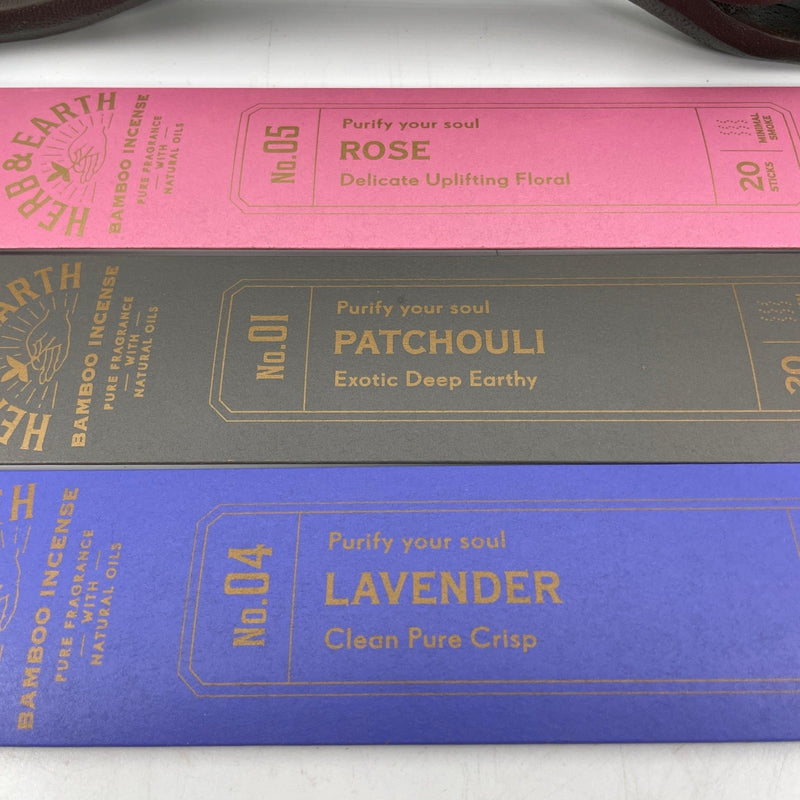 HERB & EARTH
BAMBOO INCENSE
PURE FRAGRANCE
WITH
NATURAL OILS
No.05
Purify your soul
ROSE
Delicate Uplifting Floral
MINIMAL
SMOKE
20
STICKS
EARTH
BAMBOO INCENSE
PURE FRAGRANCE
WITH
NATURAL OILS
No.01
Purify your soul
PATCHOULI
Exotic Deep Earthy
20
BAMBOO INCENSE
PURE FRAGRANCE
WITH
NATURAL OILS
No.04
Purify your soul
LAVENDER
Clean Pure Crisp